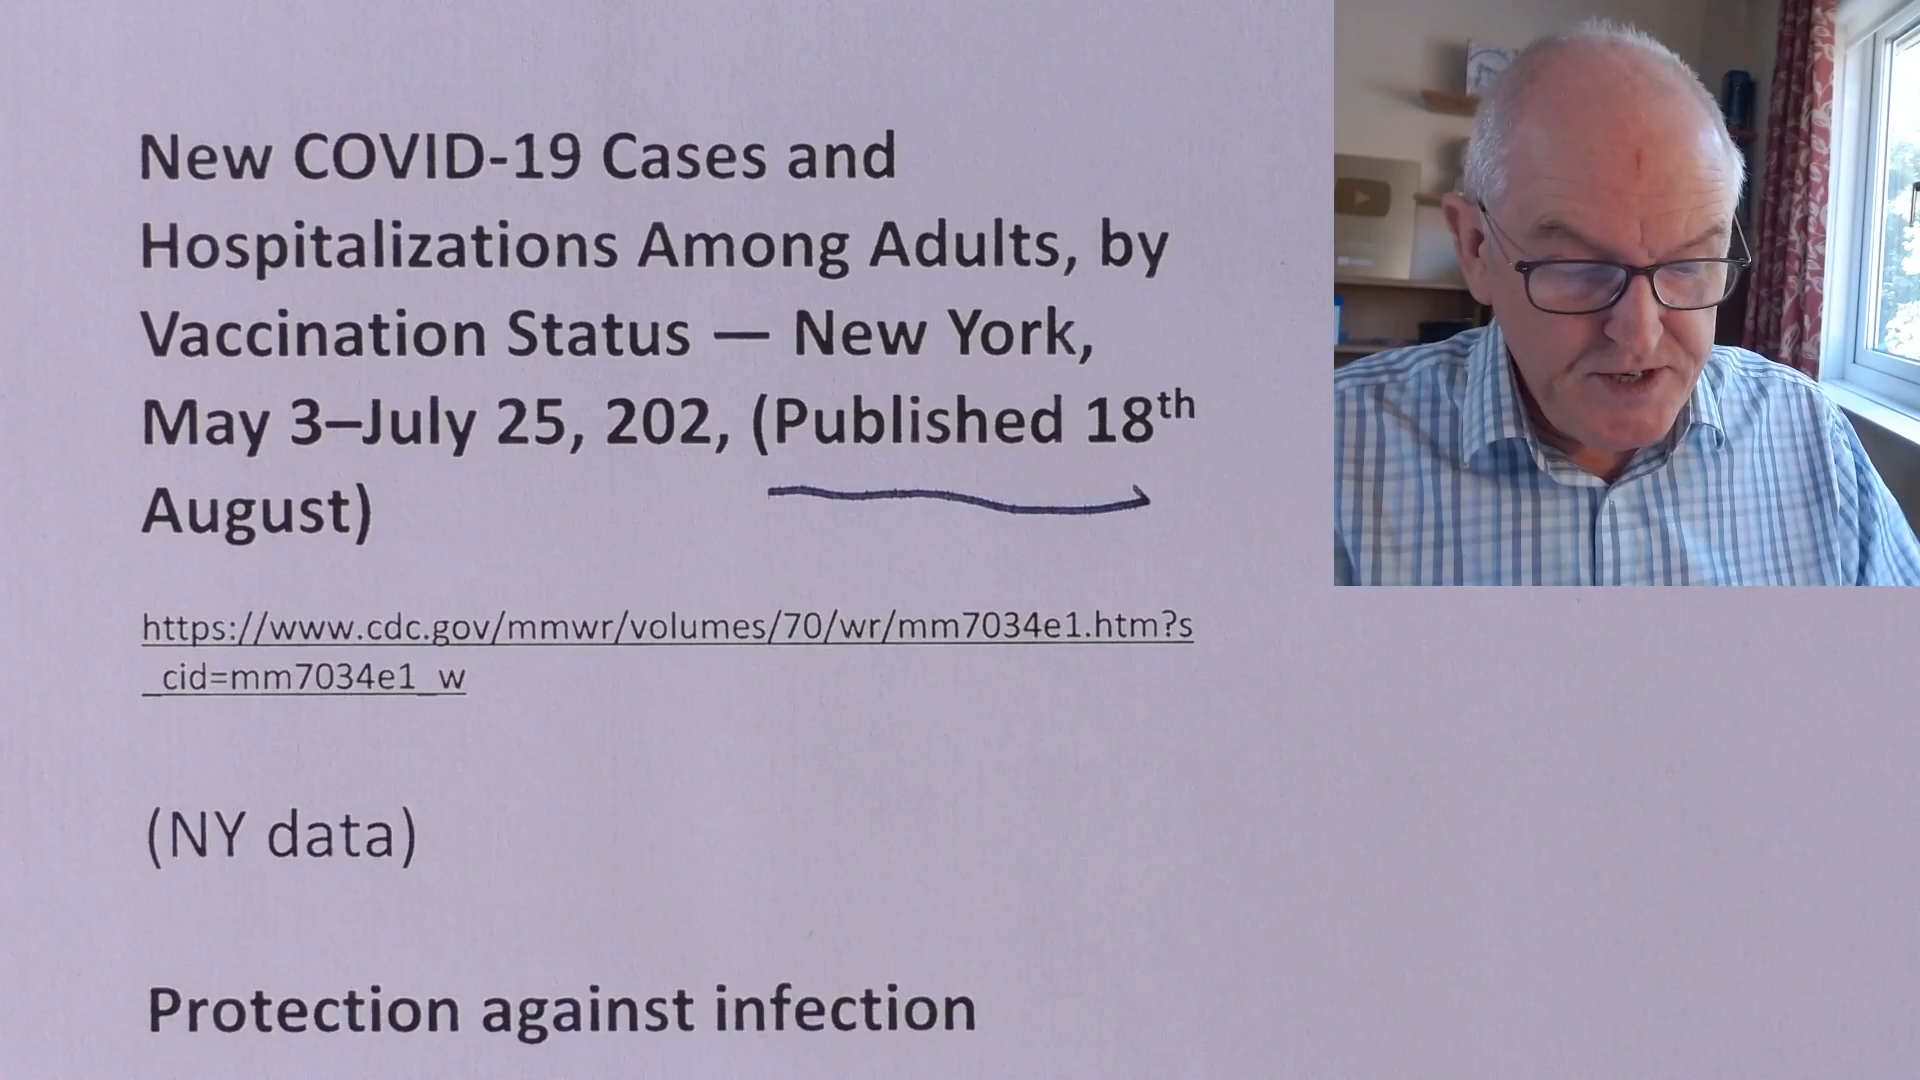 New COVID-19 Cases and
Hospitalizations Among Adults, by
Vaccination Status — New York,
May 3–July 25, 202, (Published 18th
August)
https://www.cdc.gov/mmwr/volumes/70/wr/mm7034e1.htm?s
_cid=mm7034e1_w
(NY data)
Protection against infection